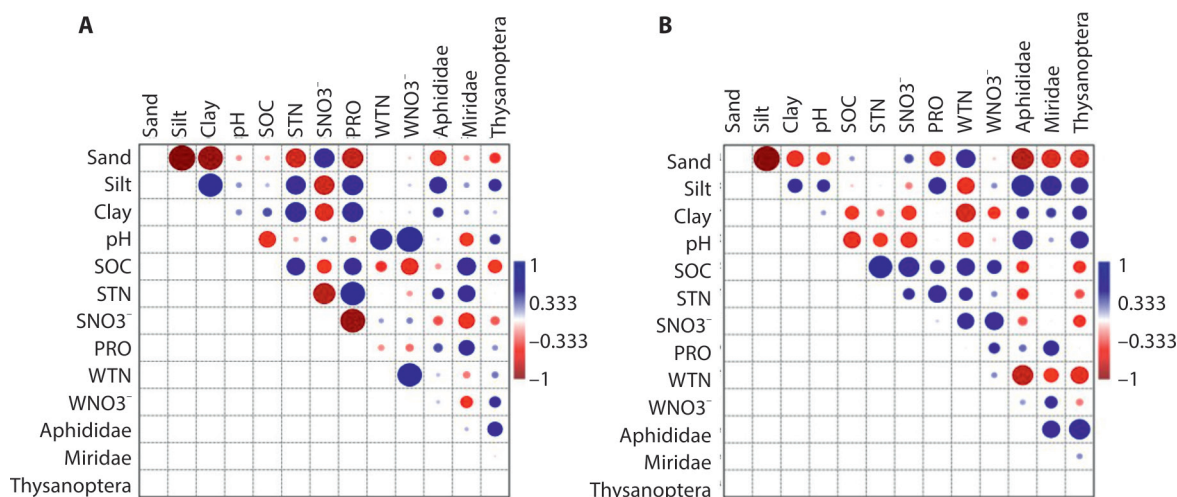 A
Sand
Silt
Clay
pH
SOC
STN
SNO3⁻
PRO
WTN
WNO3⁻
Aphididae
Miridae
Thysanoptera
Sand
Silt
Clay
pH
SOC
STN
SNO3⁻
PRO
WTN
WNO3⁻
Aphididae
Miridae
Thysanoptera
1
0.333
–0.333
–1
B
Sand
Silt
Clay
pH
SOC
STN
SNO3⁻
PRO
WTN
WNO3⁻
Aphididae
Miridae
Thysanoptera
Sand
Silt
Clay
pH
SOC
STN
SNO3⁻
PRO
WTN
WNO3⁻
Aphididae
Miridae
Thysanoptera
1
0.333
–0.333
–1